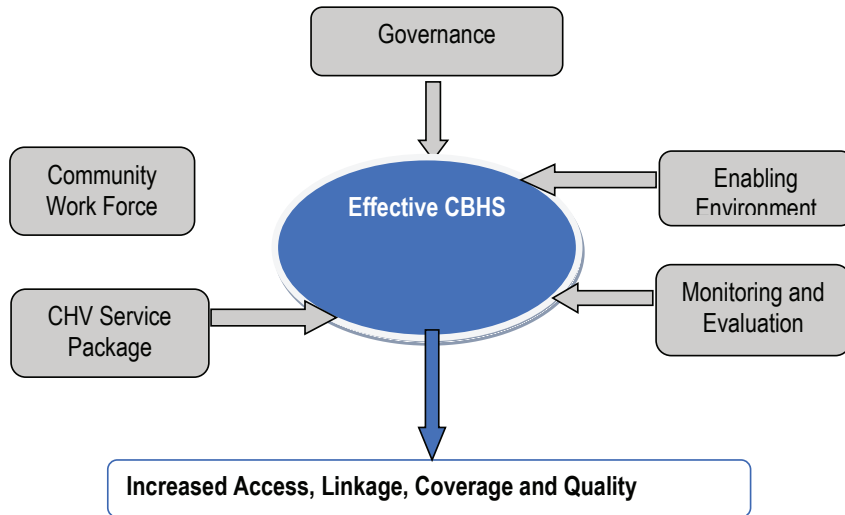 Governance
Community
Work Force
Effective CBHS
Enabling
Environment
CHV Service
Package
Monitoring and
Evaluation
Increased Access, Linkage, Coverage and Quality